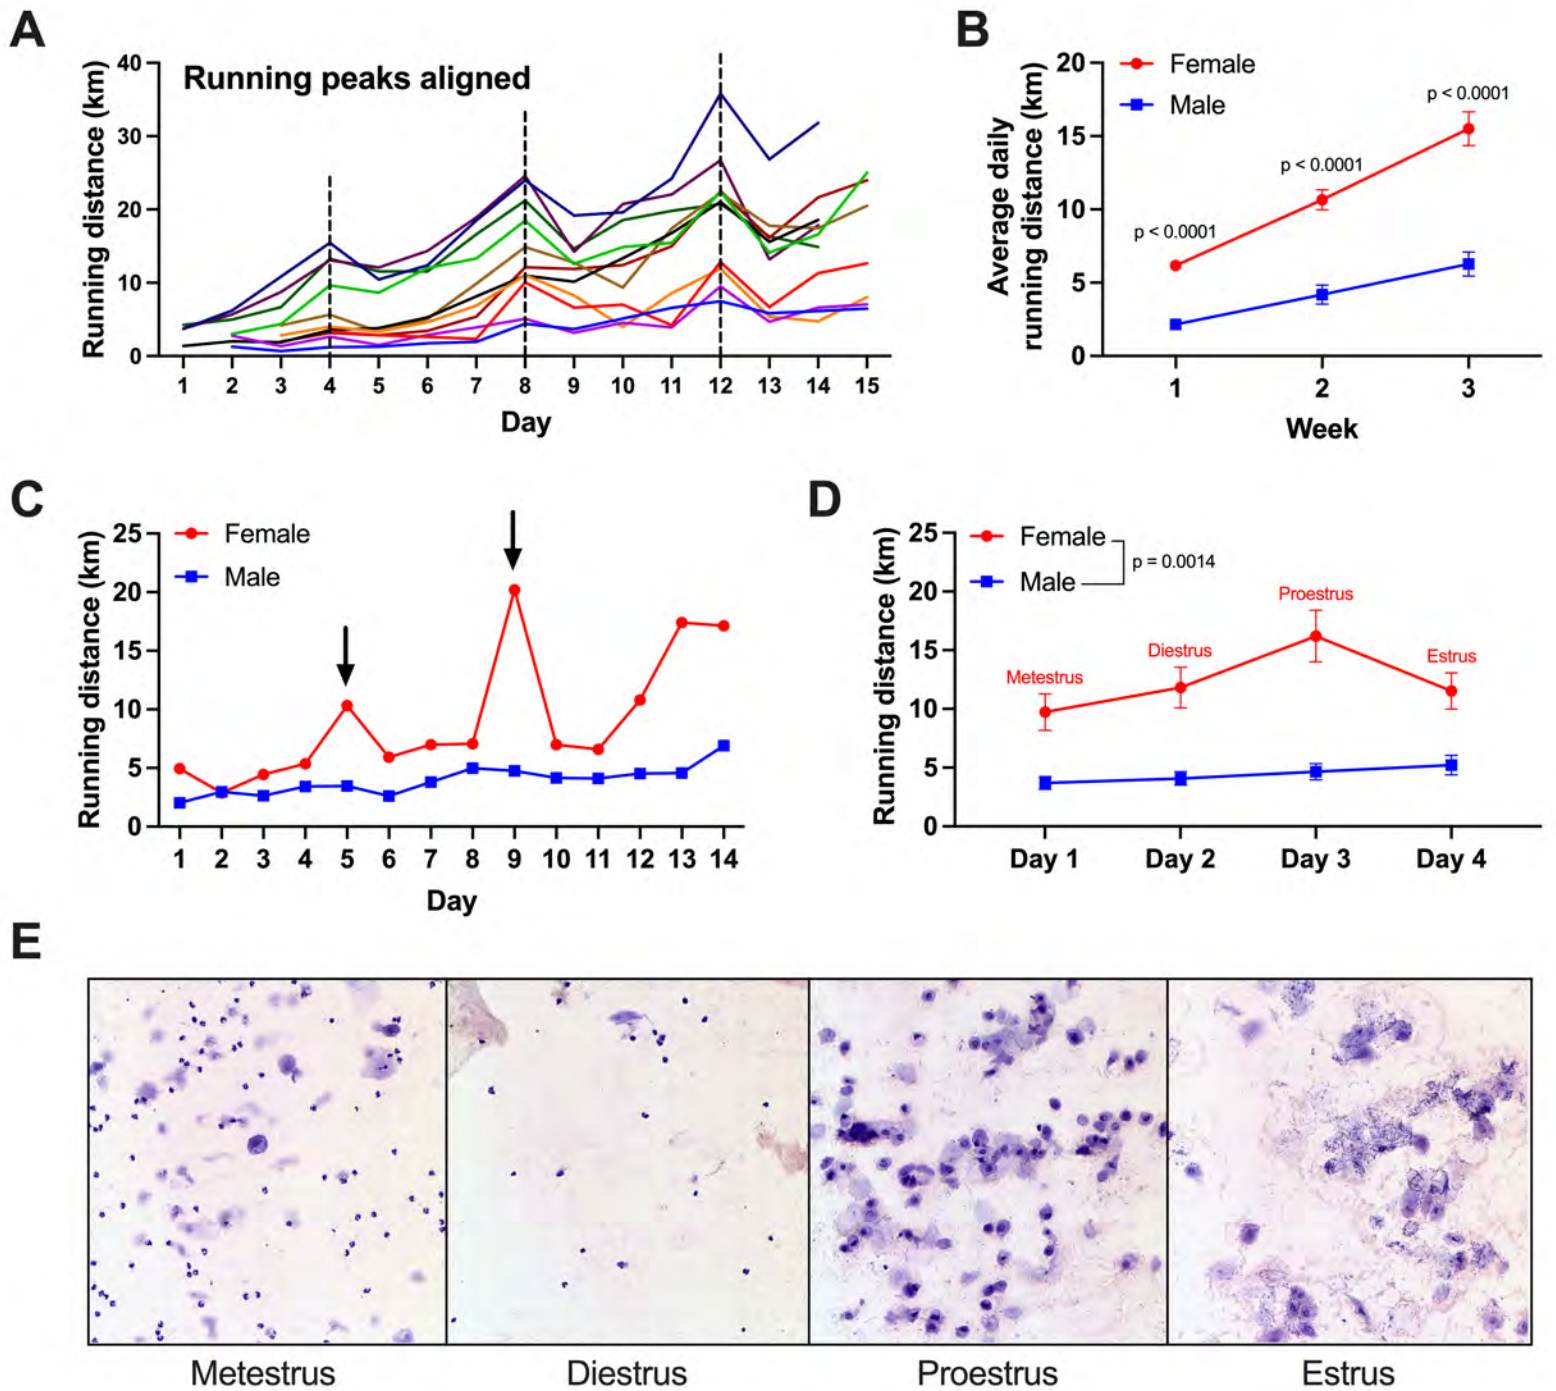 A
Running peaks aligned
Running distance (km)
40
30
20
10
0
1 2 3 4 5 6 7 8 9 10 11 12 13 14 15
Day
B
Female
Male
Average daily
running distance (km)
20
15
10
5
0
p < 0.0001
p < 0.0001
p < 0.0001
1 2 3
Week
C
Female
Male
Running distance (km)
25
20
15
10
5
0
1 2 3 4 5 6 7 8 9 10 11 12 13 14
Day
D
Female
Male
p = 0.0014
Running distance (km)
25
20
15
10
5
0
Metestrus
Diestrus
Proestrus
Estrus
Day 1 Day 2 Day 3 Day 4
E
Metestrus Diestrus Proestrus Estrus